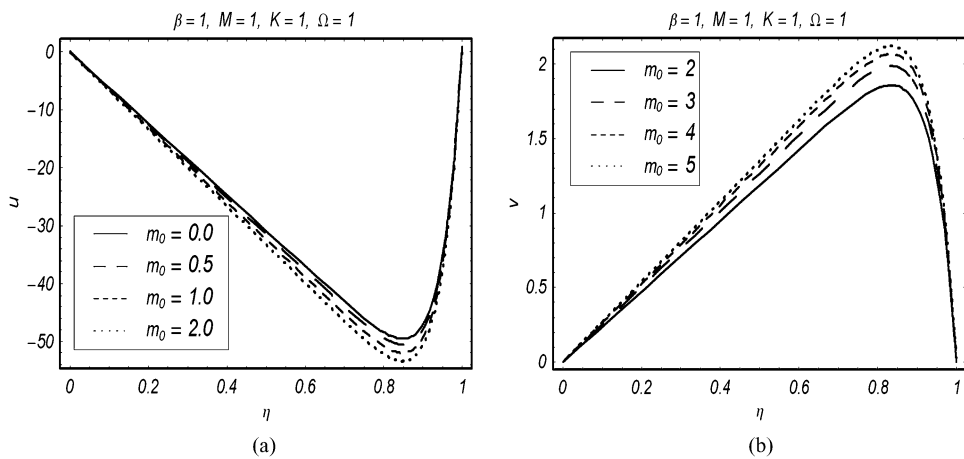 β = 1, M = 1, K = 1, Ω = 1
0
−10
−20
−30
−40
−50
u
m₀ = 0.0
m₀ = 0.5
m₀ = 1.0
m₀ = 2.0
0 0.2 0.4 0.6 0.8 1
η
(a)
β = 1, M = 1, K = 1, Ω = 1
2
1.5
1
0.5
0
v
m₀ = 2
m₀ = 3
m₀ = 4
m₀ = 5
0 0.2 0.4 0.6 0.8 1
η
(b)